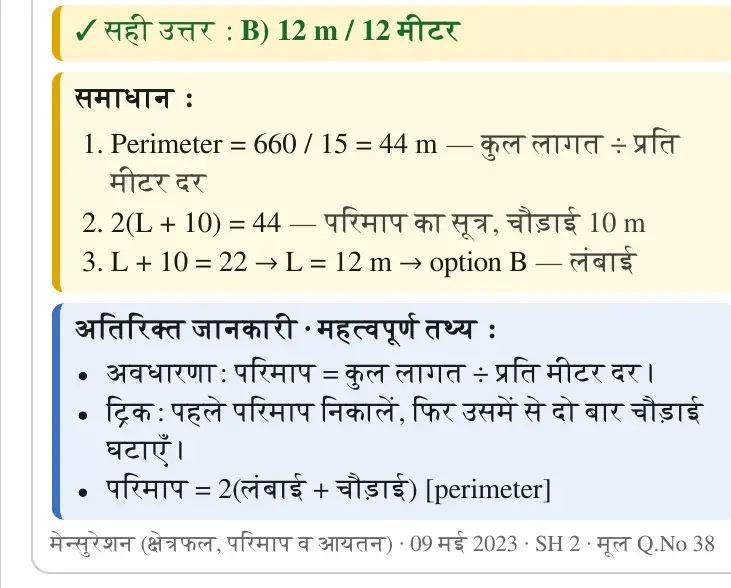 ✓ सही उत्तर : B) 12 m / 12 मीटर
समाधान :
1. Perimeter = 660 / 15 = 44 m — कुल लागत ÷ प्रति
मीटर दर
2. 2(L + 10) = 44 — परिमाप का सूत्र, चौड़ाई 10 m
3. L + 10 = 22 → L = 12 m → option B — लंबाई
अतिरिक्त जानकारी · महत्वपूर्ण तथ्य :
• अवधारणा : परिमाप = कुल लागत ÷ प्रति मीटर दर।
• ट्रिक : पहले परिमाप निकालें, फिर उसमें से दो बार चौड़ाई
घटाएँ।
• परिमाप = 2(लंबाई + चौड़ाई) [perimeter]
मेन्सुरेशन (क्षेत्रफल, परिमाप व आयतन) · 09 मई 2023 · SH 2 · मूल Q.No 38